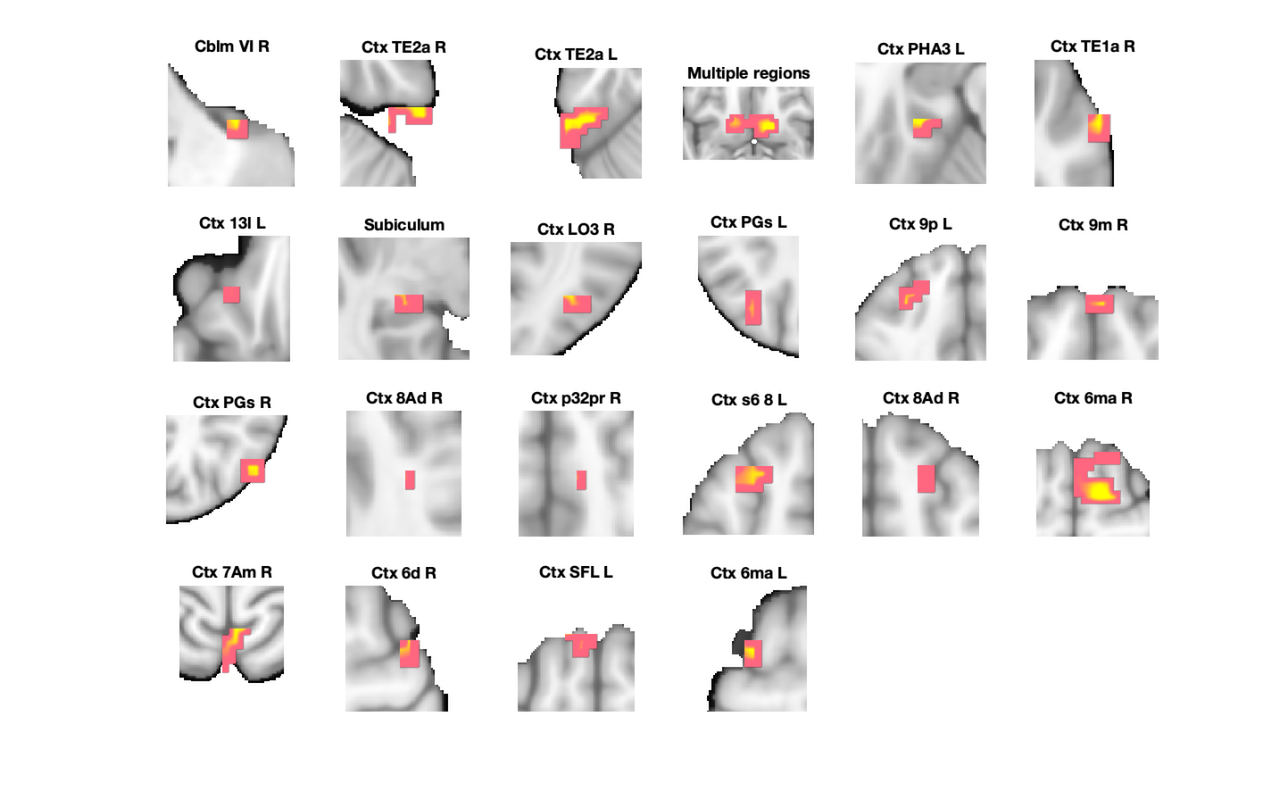 Cblm VI R
Ctx TE2a R
Ctx TE2a L
Multiple regions
Ctx PHA3 L
Ctx TE1a R
Ctx 13l L
Subiculum
Ctx LO3 R
Ctx PGs L
Ctx 9p L
Ctx 9m R
Ctx PGs R
Ctx 8Ad R
Ctx p32pr R
Ctx s6 8 L
Ctx 8Ad R
Ctx 6ma R
Ctx 7Am R
Ctx 6d R
Ctx SFL L
Ctx 6ma L